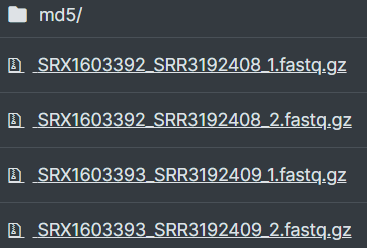 md5/
SRX1603392_SRR3192408_1.fastq.gz
SRX1603392_SRR3192408_2.fastq.gz
SRX1603393_SRR3192409_1.fastq.gz
SRX1603393_SRR3192409_2.fastq.gz